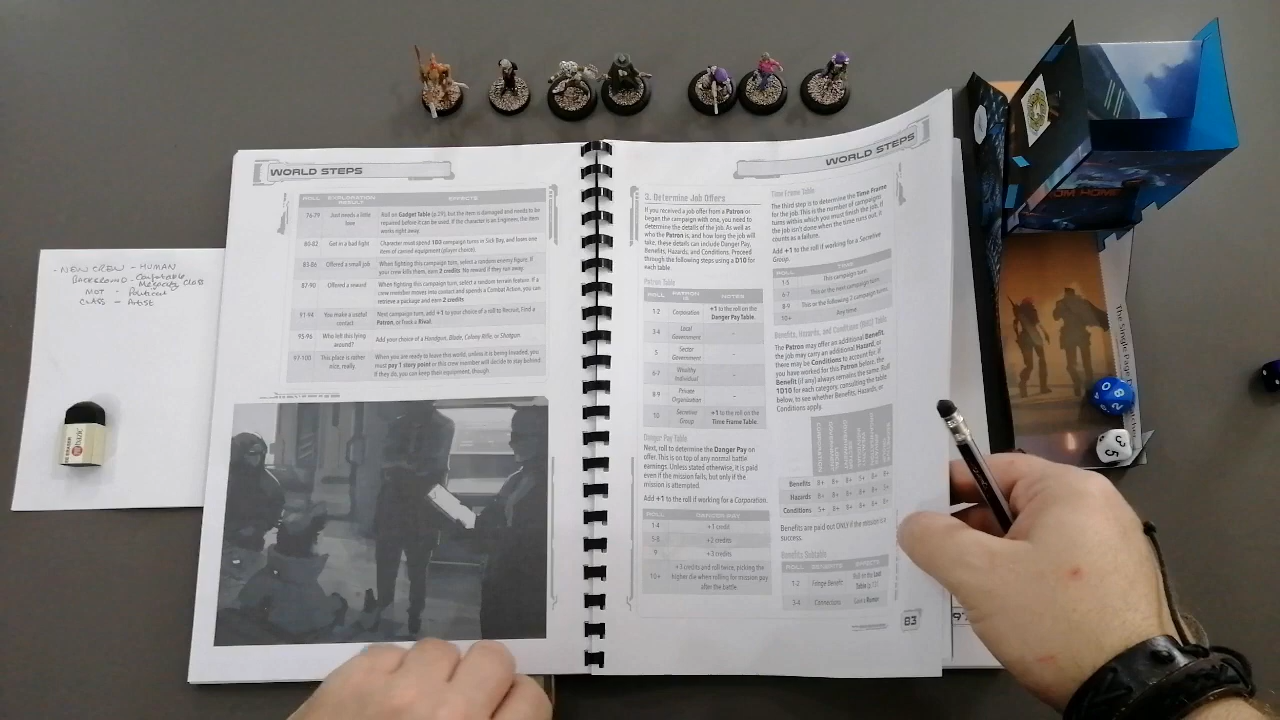 - NEW CREW - HUMAN
BACKGROUND - Comfortable
Megacity Class
MOT - Political
CLASS - Artist
WORLD STEPS
ROLL EXPLORATION RESULT EFFECTS
76-79 Just needs a little love
Roll on Gadget Table (p.29), but the item is damaged and needs to be
repaired before it can be used. If the character is an Engineer, the item
works right away.
80-82 Get in a bad fight
Character must spend 1D3 campaign turns in Sick Bay, and loses one
item of carried equipment (player choice).
83-86 Offered a small job
When fighting campaign turn, select a random enemy figure. If
your crew kills them, earn 2 credits. No reward if they run away.
87-90 Offered a reward
When fighting this campaign turn, select a random terrain feature. If a
crew member moves into contact and spends a Combat Action, you can
retrieve a package and earn 2 credits
91-94 You make a useful contact
Next campaign turn, add +1 to your choice of a roll to Recruit, Find a
Patron, or track a Rival.
95-96 Who left this lying around?
Add your choice of a Handgun, Blade, Colony Rifle, or Shotgun.
97-100 This place is rather nice, really.
When you are ready to leave this world, unless it is being invaded, you
must pay 1 story point or this crew member will decide to stay behind.
If they do, you can keep their equipment, though.
WORLD STEPS
3. Determine Job Offers
If you received a job offer from a Patron or
began the campaign with one, you need to
determine the details of the job. As well as
who the Patron is, and how long the job will
take, these details can include Danger Pay,
Benefits, Hazards, and Conditions. Proceed
through the following steps using a D10 for
each table.
Patron Table
ROLL PATRON IS NOTES
1-2 Corporation +1 to the roll on the
Danger Pay Table.
3-4 Local Government -
5 Sector Government -
6-7 Wealthy Individual -
8-9 Private Organization -
10 Secretive Group +1 to the roll on the
Time Frame Table.
Danger Pay Table
Next, roll to determine the Danger Pay on
offer. This is on top of any normal battle
earnings. Unless stated otherwise, it is paid
even if the mission fails, but only if the
mission is attempted.
Add +1 to the roll if working for a Corporation.
ROLL DANGER PAY
1-4 +1 credit
5-8 +2 credits
9 +3 credits
10+ +3 credits and roll twice, picking the
higher die when rolling for mission pay
after the battle.
Time Frame Table
The third step is to determine the Time Frame
for the job. This is the number of campaign
turns within which you must finish the job. If
the job isn't done when the time runs out, it
counts as a failure.
Add +1 to the roll if working for a Secretive
Group.
ROLL TIME
1-5 This campaign turn
6-7 This or the next campaign turn
8-9 This or the following 2 campaign turns
10+ Any time
Benefits, Hazards, and Conditions (BHC) Table
The Patron may offer an additional Benefit,
the job may carry an additional Hazard, or
there may be Conditions to account for. If
you have worked for this Patron before, the
Benefit (if any) always remains the same. Roll
1D10 for each category, consulting the table
below, to see whether Benefits, Hazards, or
Conditions apply.
Benefits
Hazards
Conditions
Benefits are paid out ONLY if the mission is a
success.
Benefits Subtable
ROLL BENEFITS EFFECTS
1-2 Fringe Benefit Roll on the Loot
Table
3-4 Connections Gain a Rumor
83
OM HOME